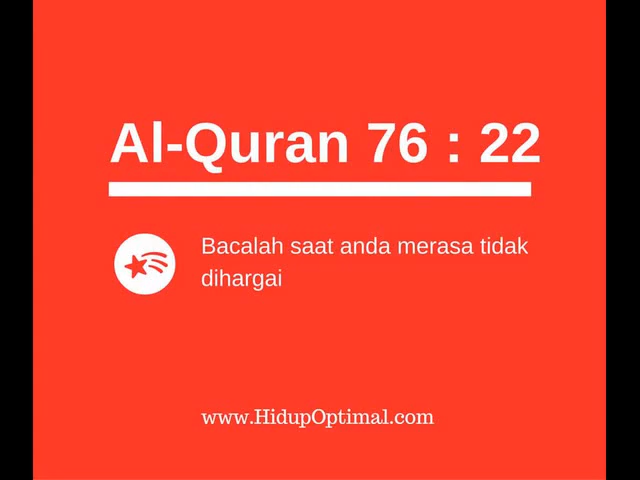 Al-Quran 76 : 22
Bacalah saat anda merasa tidak
dihargai
www.HidupOptimal.com